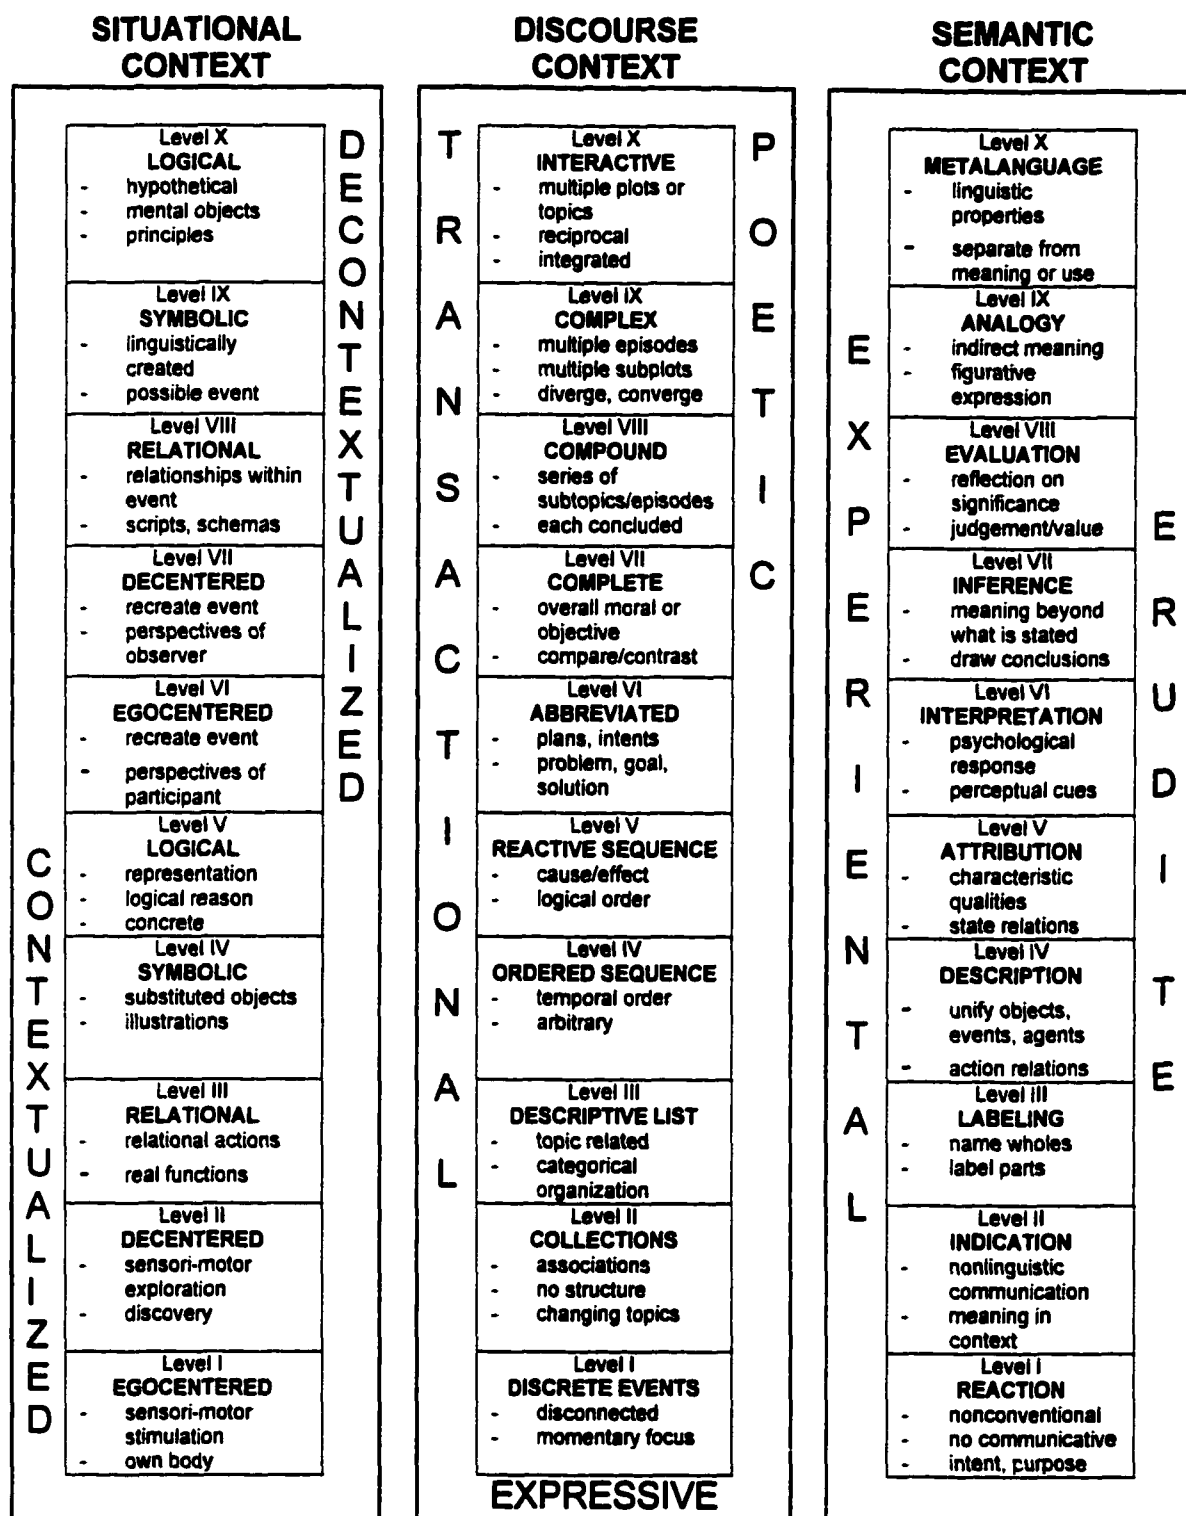 SITUATIONAL
CONTEXT
DECONTEXTUALIZED
Level X
LOGICAL
- hypothetical
- mental objects
- principles
Level IX
SYMBOLIC
- linguistically
created
- possible event
Level VIII
RELATIONAL
- relationships within
event
- scripts, schemas
Level VII
DECENTERED
- recreate event
- perspectives of
observer
Level VI
EGOCENTERED
- recreate event
- perspectives of
participant
CONTEXTUALIZED
Level V
LOGICAL
- representation
- logical reason
- concrete
Level IV
SYMBOLIC
- substituted objects
- illustrations
Level III
RELATIONAL
- relational actions
- real functions
Level II
DECENTERED
- sensori-motor
exploration
- discovery
Level I
EGOCENTERED
- sensori-motor
stimulation
- own body
DISCOURSE
CONTEXT
TRANSACTIONAL
POETIC
Level X
INTERACTIVE
- multiple plots or
topics
- reciprocal
- integrated
Level IX
COMPLEX
- multiple episodes
- multiple subplots
- diverge, converge
Level VIII
COMPOUND
- series of
subtopics/episodes
- each concluded
Level VII
COMPLETE
- overall moral or
objective
- compare/contrast
Level VI
ABBREVIATED
- plans, intents
- problem, goal,
solution
Level V
REACTIVE SEQUENCE
- cause/effect
- logical order
Level IV
ORDERED SEQUENCE
- temporal order
- arbitrary
Level III
DESCRIPTIVE LIST
- topic related
- categorical
organization
Level II
COLLECTIONS
- associations
- no structure
- changing topics
Level I
DISCRETE EVENTS
- disconnected
- momentary focus
EXPRESSIVE
SEMANTIC
CONTEXT
EXPERIENTAL
ERUDITE
Level X
METALANGUAGE
- linguistic
properties
- separate from
meaning or use
Level IX
ANALOGY
- indirect meaning
- figurative
expression
Level VIII
EVALUATION
- reflection on
significance
- judgement/value
Level VII
INFERENCE
- meaning beyond
what is stated
- draw conclusions
Level VI
INTERPRETATION
- psychological
response
- perceptual cues
Level V
ATTRIBUTION
- characteristic
qualities
- state relations
Level IV
DESCRIPTION
- unify objects,
events, agents
- action relations
Level III
LABELING
- name wholes
- label parts
Level II
INDICATION
- nonlinguistic
communication
- meaning in
context
Level I
REACTION
- nonconventional
- no communicative
- intent, purpose